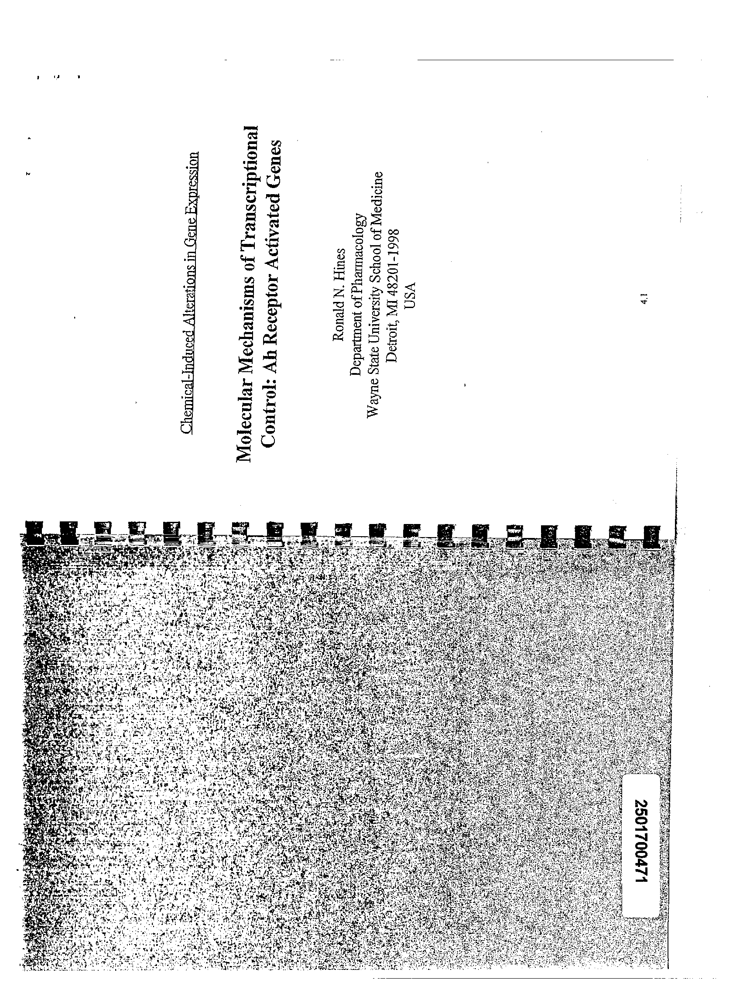 Chemical-Induced Alterations in Gene Expression
Molecular Mechanisms of Transcriptional
Control: Ah Receptor Activated Genes
Ronald N. Hines
Department of Pharmacology
Wayne State University School of Medicine
Detroit, MI 48201-1998
USA
4.1
2501700471